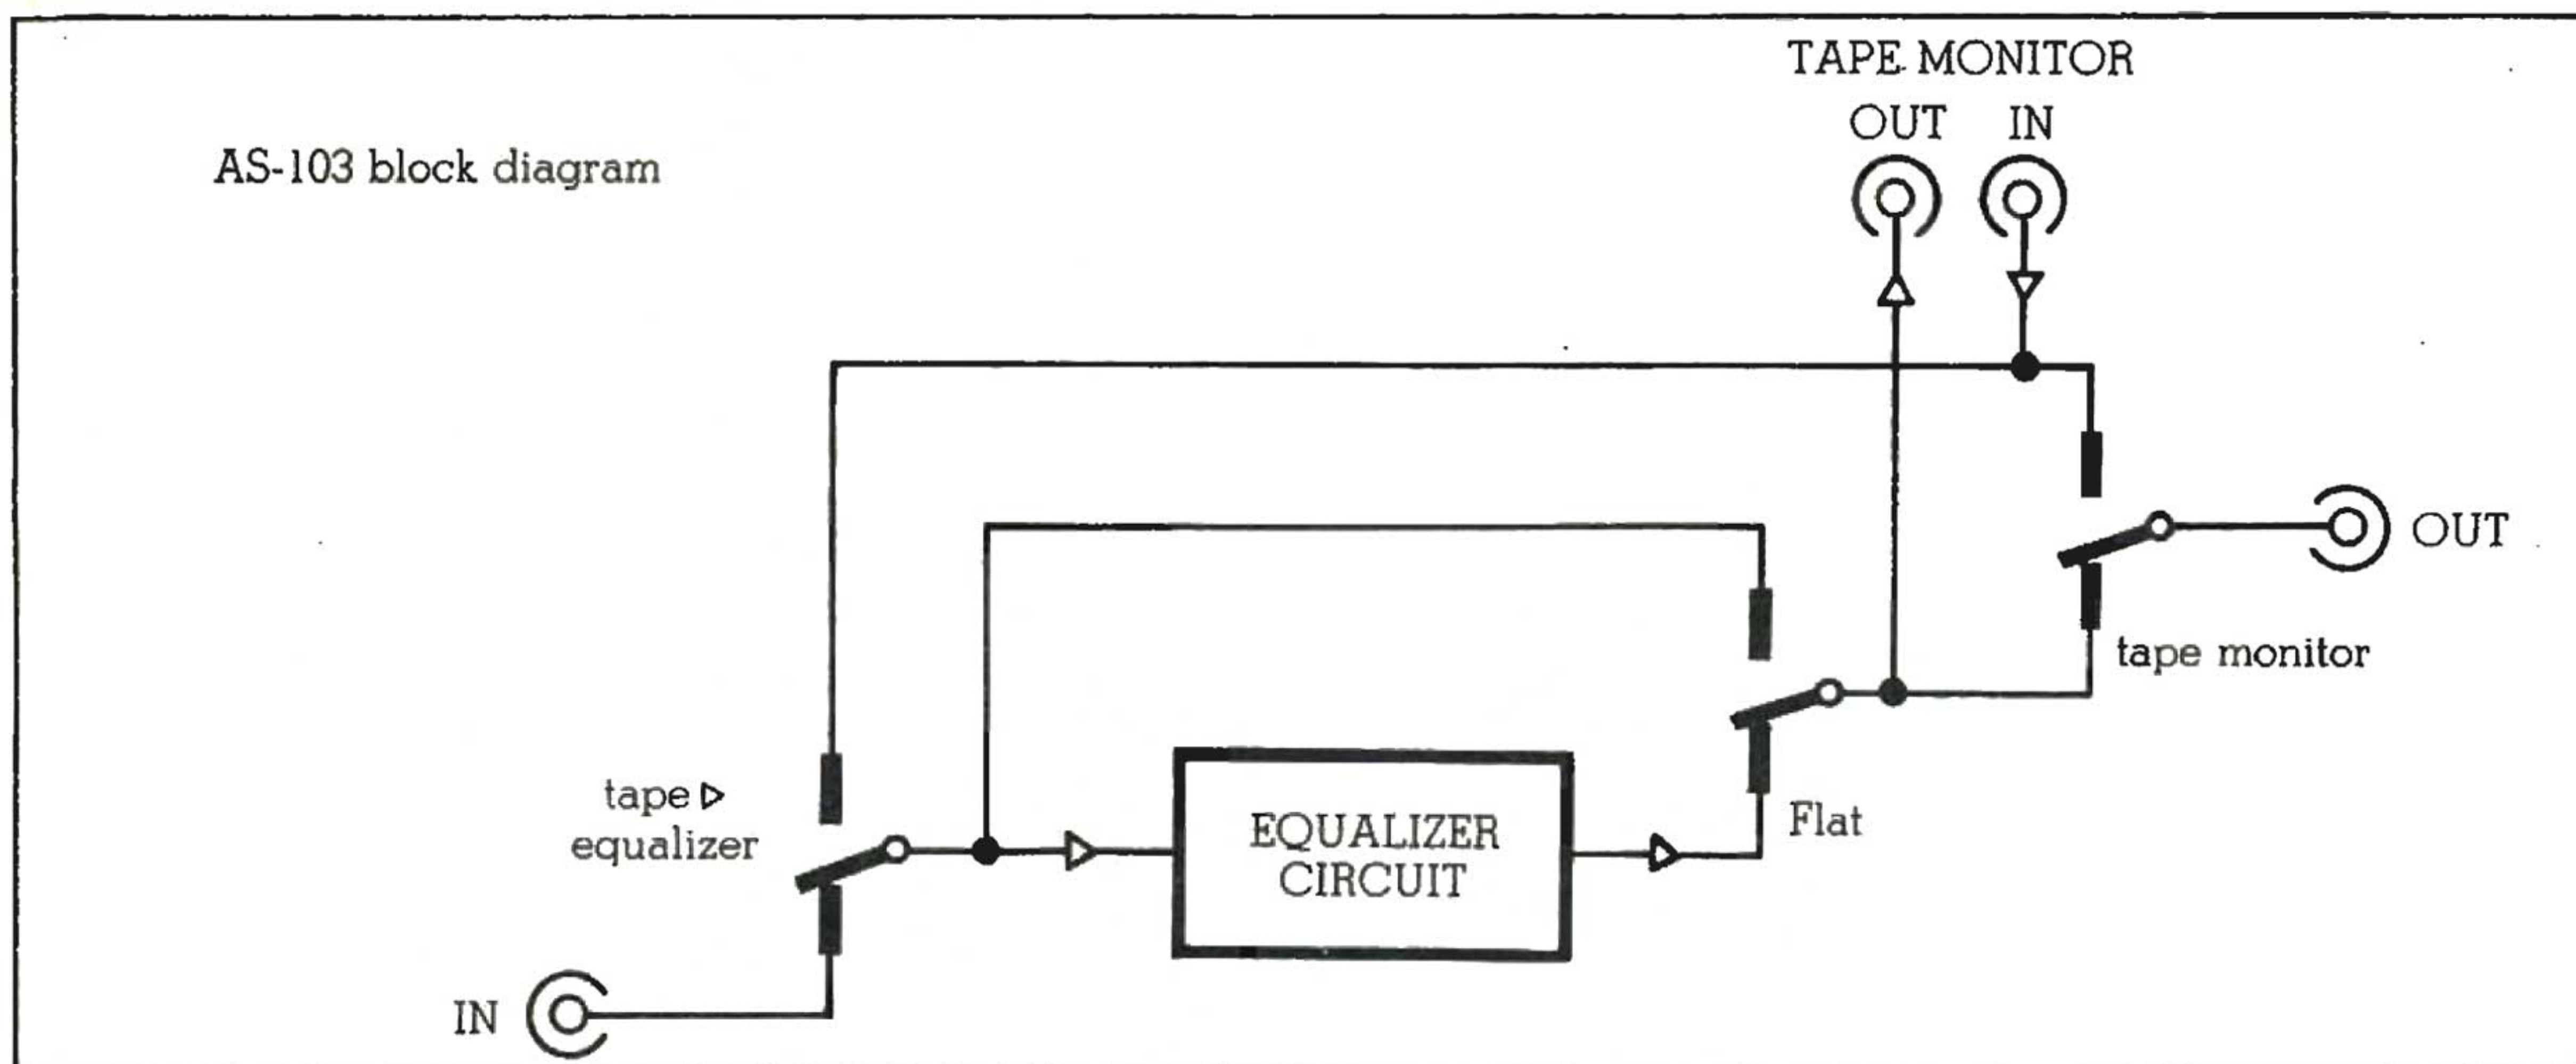 TAPE MONITOR
OUT IN
AS-103 block diagram
OUT
tape monitor
tape
equalizer
EQUALIZER
CIRCUIT
Flat
IN